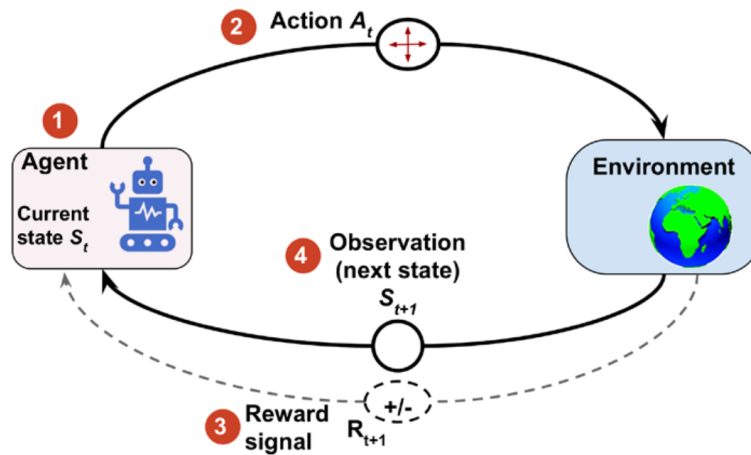 2 Action Aₜ
1
Agent
Current
state Sₜ
Environment
4 Observation
(next state)
Sₜ₊₁
+/-
3 Reward
signal
Rₜ₊₁